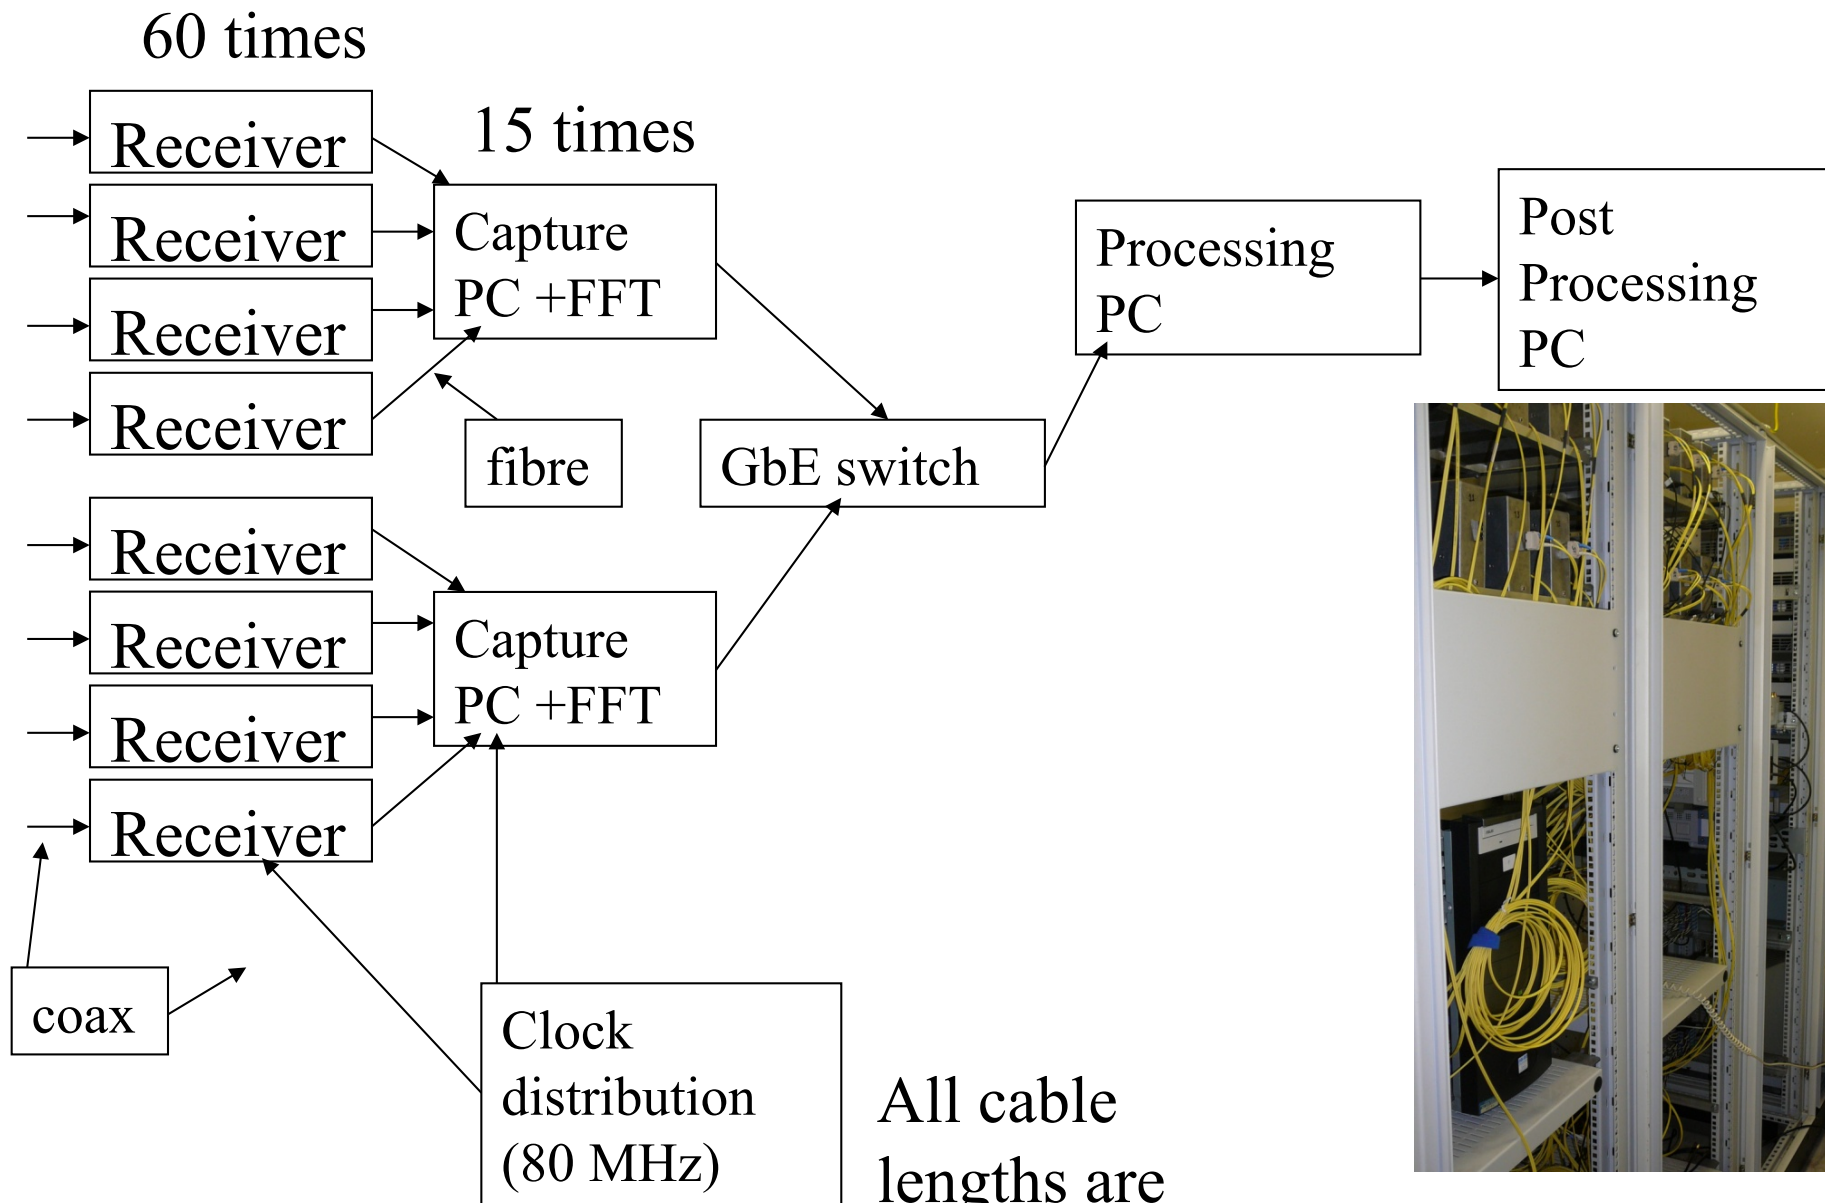 60 times
15 times
Receiver
Receiver
Receiver
Receiver
Capture
PC +FFT
fibre
GbE switch
Processing
PC
Post
Processing
PC
Receiver
Receiver
Receiver
Receiver
Capture
PC +FFT
coax
Clock
distribution
(80 MHz)
All cable
lengths are